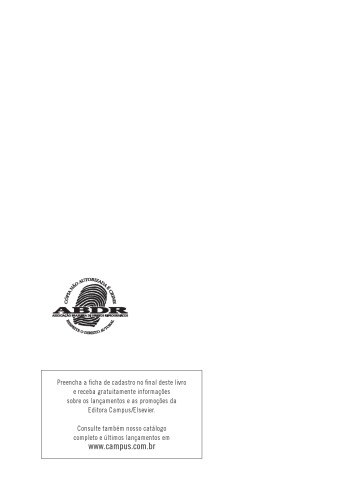 CÓPIA NÃO AUTORIZADA É CRIME
ABDR
ASSOCIAÇÃO BRASILEIRA DE DIREITOS REPROGRÁFICOS
RESPEITE O DIREITO AUTORAL
Preencha a ficha de cadastro no final deste livro
e receba gratuitamente informações
sobre os lançamentos e as promoções da
Editora Campus/Elsevier.
Consulte também nosso catálogo
completo e últimos lançamentos em
www.campus.com.br